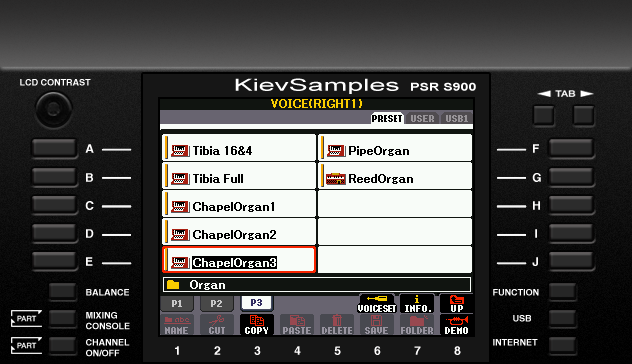 LCD CONTRAST
KievSamples PSR S900
TAB
VOICE(RIGHT1)
PRESET USER USB1
A
B
C
D
E
Tibia 16&4
Tibia Full
ChapelOrgan1
ChapelOrgan2
ChapelOrgan3
PipeOrgan
ReedOrgan
F
G
H
I
J
Organ
P1 P2 P3 VOICESET INFO. UP
NAME CUT COPY PASTE DELETE SAVE FOLDER DEMO
1 2 3 4 5 6 7 8
BALANCE
PART MIXING CONSOLE
PART CHANNEL ON/OFF
FUNCTION
USB
INTERNET